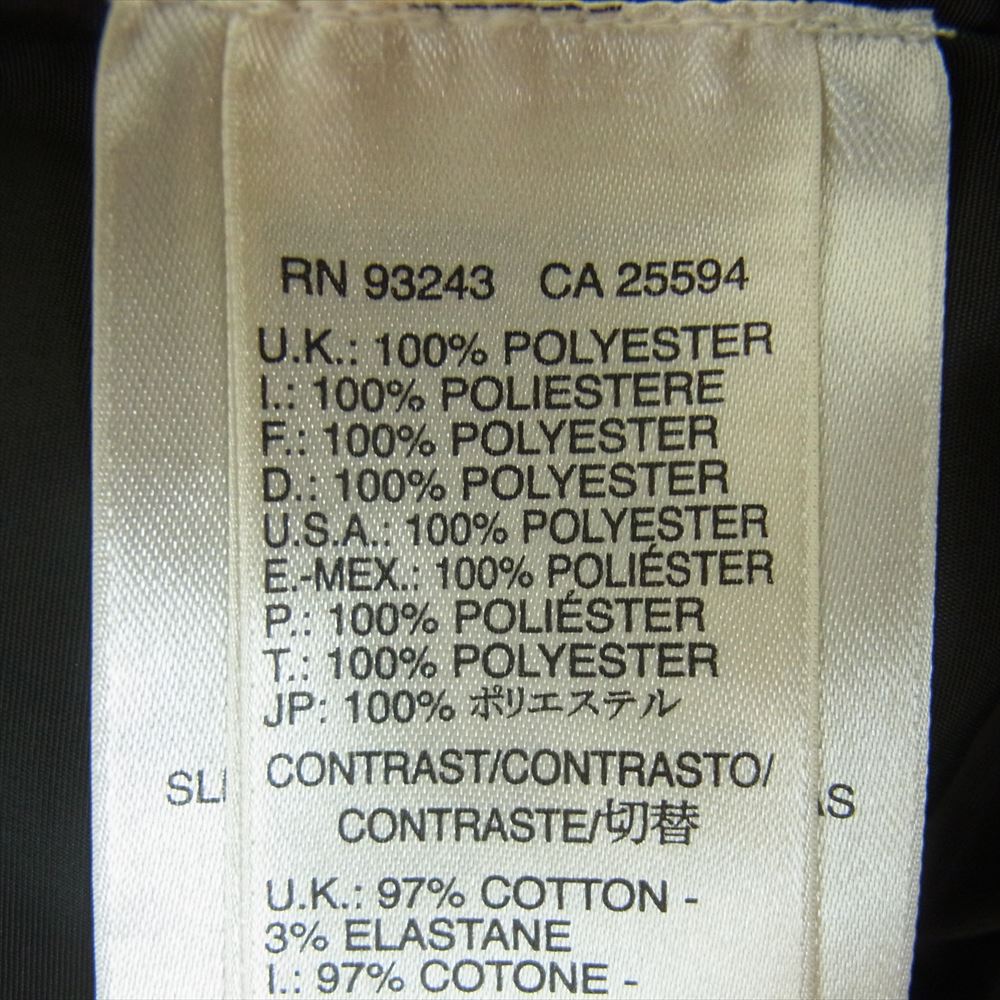 RN 93243 CA 25594
U.K.: 100% POLYESTER
I.: 100% POLIESTERE
F.: 100% POLYESTER
D.: 100% POLYESTER
U.S.A.: 100% POLYESTER
E.-MEX.: 100% POLIÉSTER
P.: 100% POLIÉSTER
T.: 100% POLYESTER
JP: 100% ポリエステル
CONTRAST/CONTRASTO/
CONTRASTE/切替
U.K.: 97% COTTON -
3% ELASTANE
I.: 97% COTONE -